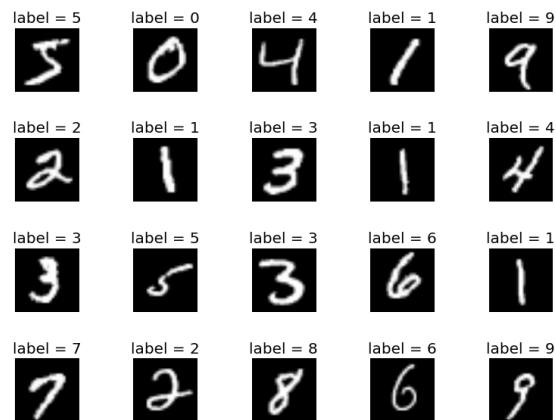 label = 5 label = 0 label = 4 label = 1 label = 9
5 0 4 1 9
label = 2 label = 1 label = 3 label = 1 label = 4
2 1 3 1 4
label = 3 label = 5 label = 3 label = 6 label = 1
3 5 3 6 1
label = 7 label = 2 label = 8 label = 6 label = 9
7 2 8 6 9